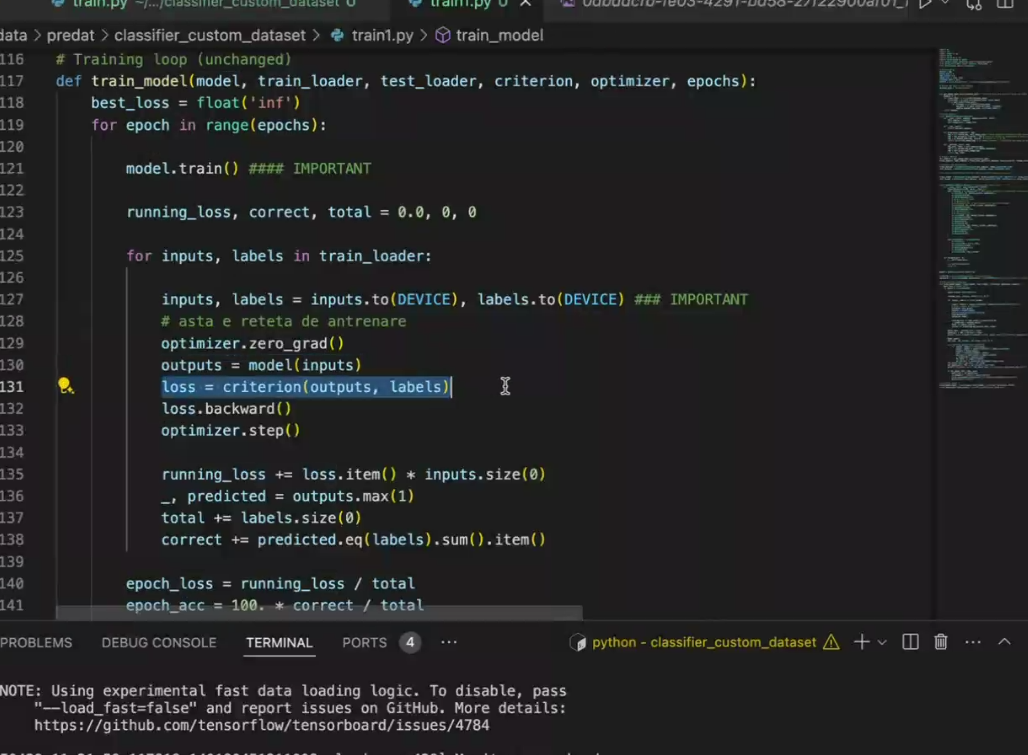 train.py ~/.../classifier_custom_dataset U
train1.py U
data > predat > classifier_custom_dataset > train1.py > train_model
116 # Training loop (unchanged)
117 def train_model(model, train_loader, test_loader, criterion, optimizer, epochs):
118 best_loss = float('inf')
119 for epoch in range(epochs):
120
121 model.train() #### IMPORTANT
122
123 running_loss, correct, total = 0.0, 0, 0
124
125 for inputs, labels in train_loader:
126
127 inputs, labels = inputs.to(DEVICE), labels.to(DEVICE) ### IMPORTANT
128 # asta e reteta de antrenare
129 optimizer.zero_grad()
130 outputs = model(inputs)
131 loss = criterion(outputs, labels)
132 loss.backward()
133 optimizer.step()
134
135 running_loss += loss.item() * inputs.size(0)
136 _, predicted = outputs.max(1)
137 total += labels.size(0)
138 correct += predicted.eq(labels).sum().item()
139
140 epoch_loss = running_loss / total
141 epoch_acc = 100. * correct / total
PROBLEMS DEBUG CONSOLE TERMINAL PORTS 4 ... python - classifier_custom_dataset
NOTE: Using experimental fast data loading logic. To disable, pass
"--load_fast=false" and report issues on GitHub. More details:
https://github.com/tensorflow/tensorboard/issues/4784